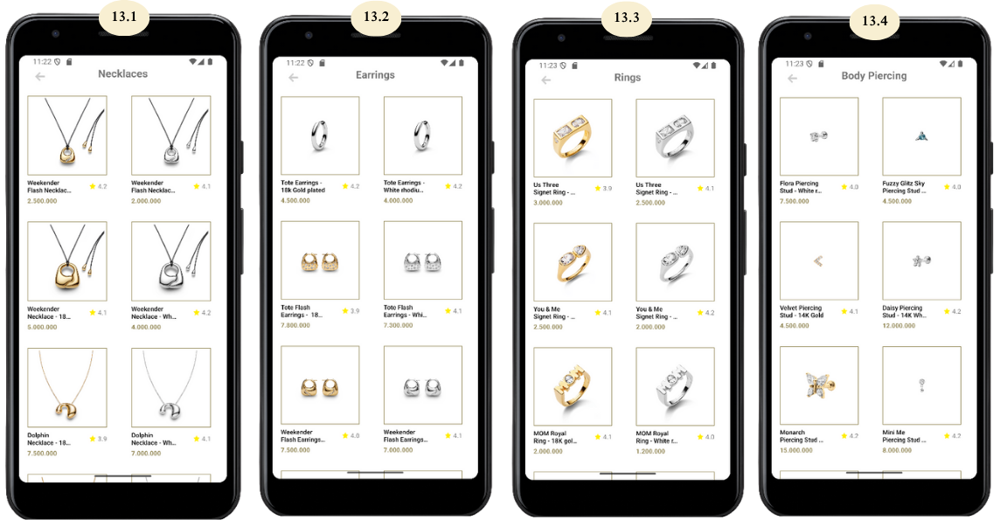 13.1
11:22
Necklaces
Weekender
Flash Necklac...
4.2
2.500.000
Weekender
Flash Necklac...
4.1
2.000.000
Weekender
Necklace - 18...
4.1
5.000.000
Weekender
Necklace - Wh...
4.2
4.000.000
Dolphin
Necklace - 18...
3.9
7.500.000
Dolphin
Necklace - Wh...
4.1
7.000.000
13.2
11:22
Earrings
Tote Earrings -
18k Gold plated
4.2
4.500.000
Tote Earrings -
White rhodiu...
4.2
4.000.000
Tote Flash
Earrings - 18...
3.9
7.800.000
Tote Flash
Earrings - Whi...
4.1
7.300.000
Weekender
Flash Earrings...
4.0
7.500.000
Weekender
Flash Earrings...
4.1
7.000.000
13.3
11:23
Rings
Us Three
Signet Ring - ...
3.9
3.000.000
Us Three
Signet Ring - ...
4.1
2.500.000
You & Me
Signet Ring - ...
4.1
2.500.000
You & Me
Signet Ring - ...
4.2
2.000.000
MOM Royal
Ring - 18K gol...
4.1
2.000.000
MOM Royal
Ring - White r...
4.0
1.200.000
13.4
11:23
Body Piercing
Flora Piercing
Stud - White r...
4.0
7.500.000
Fuzzy Glitz Sky
Piercing Stud ...
4.0
4.500.000
Velvet Piercing
Stud - 14K Gold
4.1
4.500.000
Daisy Piercing
Stud - 14K Wh...
4.2
12.000.000
Monarch
Piercing Stud ...
4.2
15.000.000
Mini Me
Piercing Stud ...
4.2
8.000.000